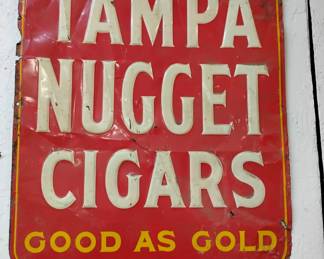 TAMPA
NUGGET
CIGARS
GOOD AS GOLD